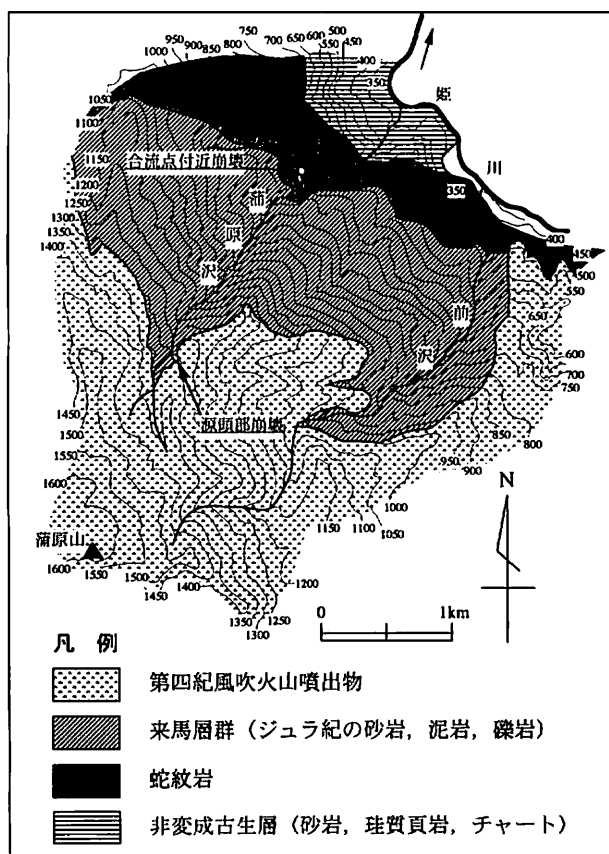 1000 950 900 850 800 750 700 650 600 550 500 450
400
350
1050
1100
1150
1200
1250
1300
1350
1400
姫
川
350
400
450
500
550
合流点付近崩壊
蒲
原
沢
前
沢
650
600
700
750
源頭部崩壊
1450
1500
1550
1600
850
800
950
900
1000
1150
1100
1050
N
蒲原山
1600
1550
1500
1450
1400
1200
1350
1250
1300
0 1km
凡 例
第四紀風吹火山噴出物
来馬層群（ジュラ紀の砂岩，泥岩，礫岩）
蛇紋岩
非変成古生層（砂岩，珪質頁岩，チャート）